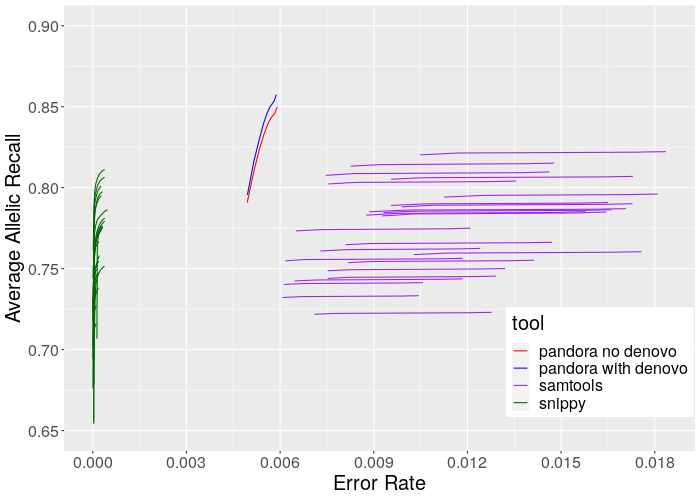 0.90
0.85
0.80
0.75
0.70
0.65
Average Allelic Recall
0.000 0.003 0.006 0.009 0.012 0.015 0.018
Error Rate
tool
pandora no denovo
pandora with denovo
samtools
snippy